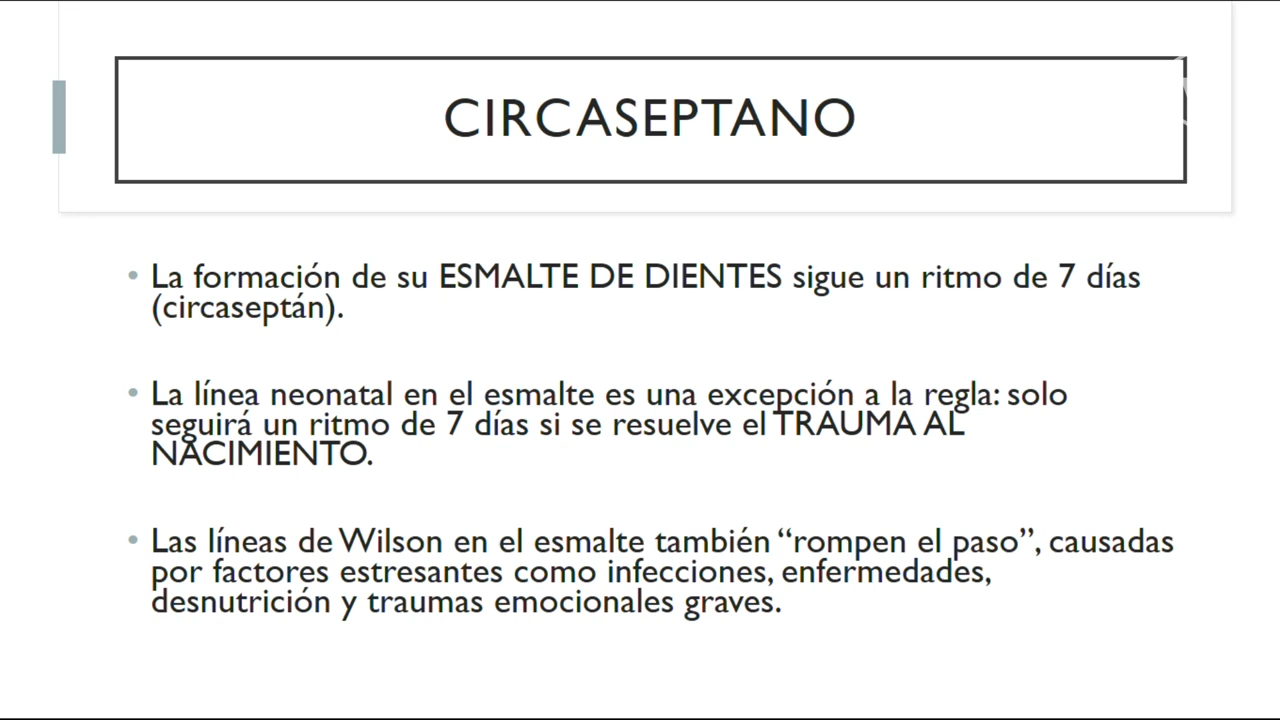 CIRCASEPTANO
• La formación de su ESMALTE DE DIENTES sigue un ritmo de 7 días
(circaseptán).
• La línea neonatal en el esmalte es una excepción a la regla: solo
seguirá un ritmo de 7 días si se resuelve el TRAUMA AL
NACIMIENTO.
• Las líneas de Wilson en el esmalte también “rompen el paso”, causadas
por factores estresantes como infecciones, enfermedades,
desnutrición y traumas emocionales graves.